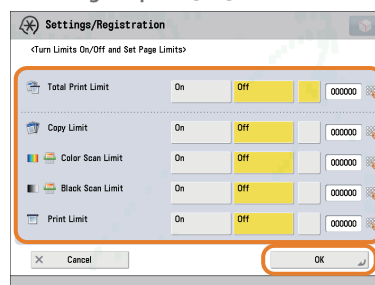 Settings/Registration
<Turn Limits On/Off and Set Page Limits>
Total Print Limit On Off 000000
Copy Limit On Off 000000
Color Scan Limit On Off 000000
Black Scan Limit On Off 000000
Print Limit On Off 000000
Cancel OK